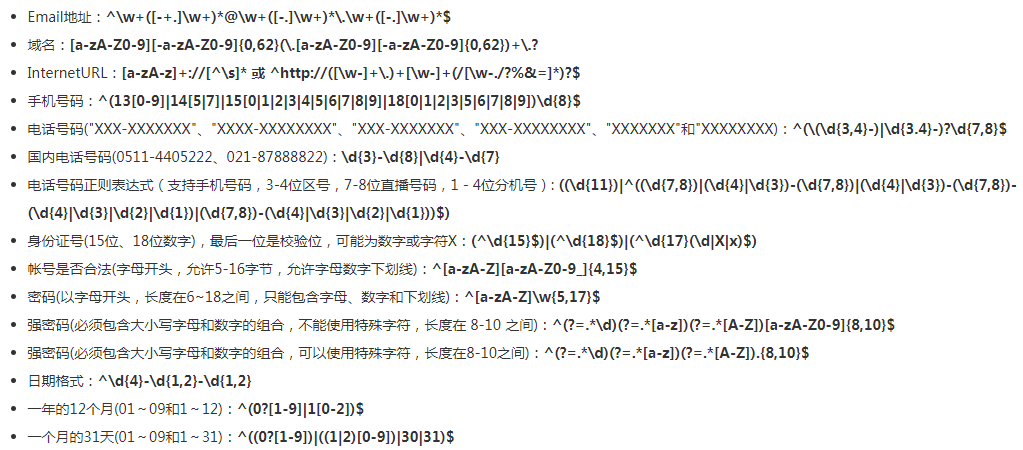 Email地址：^\w+([-+.]\w+)*@\w+([-.]\w+)*\.\w+([-.]\w+)*$
域名：[a-zA-Z0-9][-a-zA-Z0-9]{0,62}(\.[a-zA-Z0-9][-a-zA-Z0-9]{0,62})+\.?
InternetURL：[a-zA-z]+://[^\s]* 或 ^http://([\w-]+\.)+[\w-]+(/[\w-./?%&=]*)?$
手机号码：^(13[0-9]|14[5|7]|15[0|1|2|3|4|5|6|7|8|9]|18[0|1|2|3|5|6|7|8|9])\d{8}$
电话号码("XXX-XXXXXXX"、"XXXX-XXXXXXXX"、"XXX-XXXXXXX"、"XXX-XXXXXXXX"、"XXXXXXX"和"XXXXXXXX)：^(\(\d{3,4}-)|\d{3.4}-)?\d{7,8}$
国内电话号码(0511-4405222、021-87888822)：\d{3}-\d{8}|\d{4}-\d{7}
电话号码正则表达式（支持手机号码，3-4位区号，7-8位直播号码，1－4位分机号）: ((\d{11})|^((\d{7,8})|(\d{4}|\d{3})-(\d{7,8})|(\d{4}|\d{3})-(\d{7,8})-
(\d{4}|\d{3}|\d{2}|\d{1})|(\d{7,8})-(\d{4}|\d{3}|\d{2}|\d{1}))$)
身份证号(15位、18位数字)，最后一位是校验位，可能为数字或字符X：(^\d{15}$)|(^\d{18}$)|(^\d{17}(\d|X|x)$)
帐号是否合法(字母开头，允许5-16字节，允许字母数字下划线)：^[a-zA-Z][a-zA-Z0-9_]{4,15}$
密码(以字母开头，长度在6~18之间，只能包含字母、数字和下划线)：^[a-zA-Z]\w{5,17}$
强密码(必须包含大小写字母和数字的组合，不能使用特殊字符，长度在 8-10 之间)：^(?=.*\d)(?=.*[a-z])(?=.*[A-Z])[a-zA-Z0-9]{8,10}$
强密码(必须包含大小写字母和数字的组合，可以使用特殊字符，长度在8-10之间)：^(?=.*\d)(?=.*[a-z])(?=.*[A-Z]).{8,10}$
日期格式：^\d{4}-\d{1,2}-\d{1,2}
一年的12个月(01～09和1～12)：^(0?[1-9]|1[0-2])$
一个月的31天(01～09和1～31)：^((0?[1-9])|((1|2)[0-9])|30|31)$